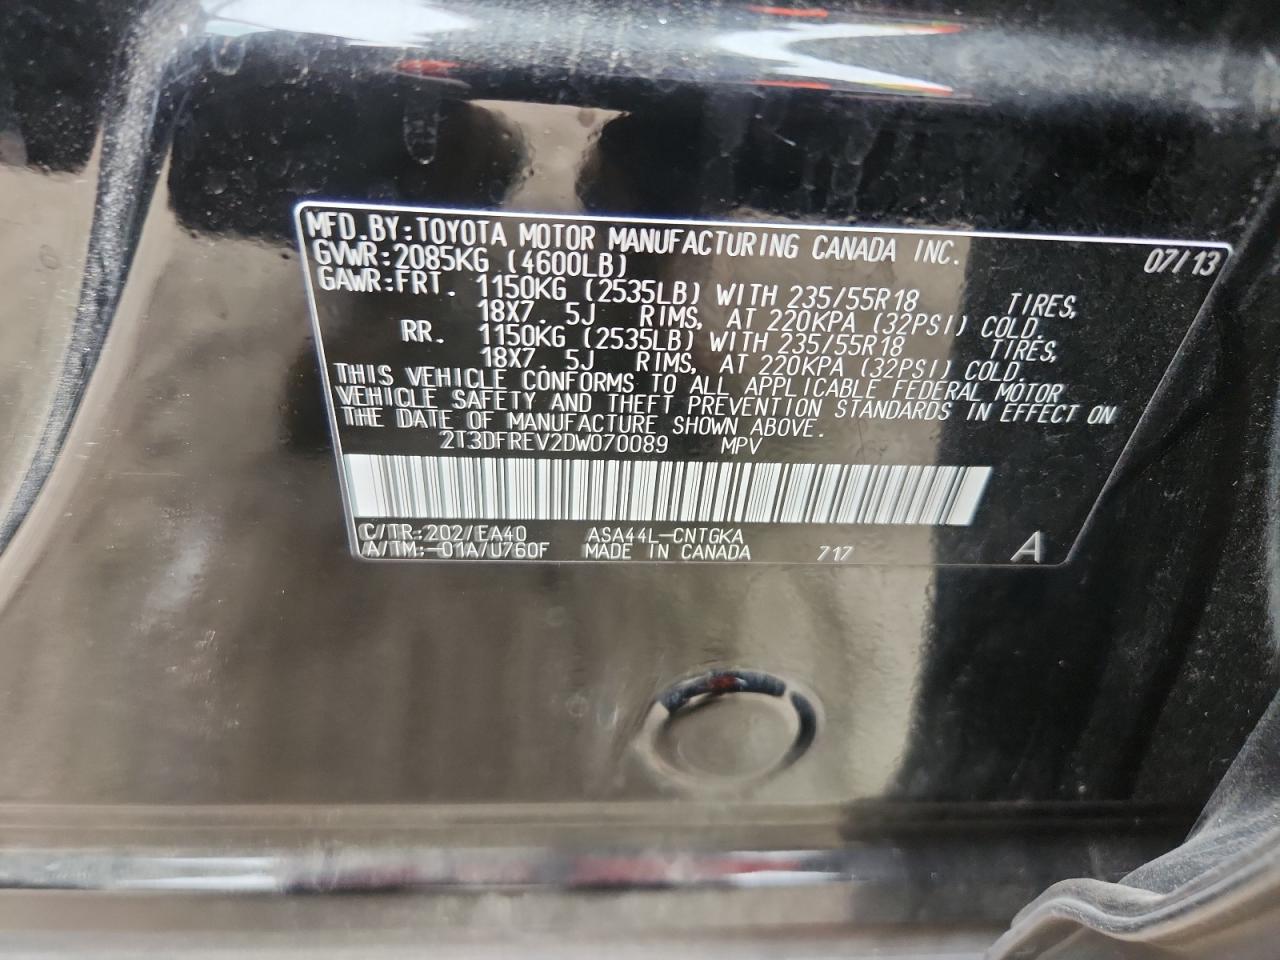 MFD.BY:TOYOTA MOTOR MANUFACTURING CANADA INC. 07/13
GVWR:2085KG (4600LB)
GAWR:FRT. 1150KG (2535LB) WITH 235/55R18 TIRES,
18X7.5J RIMS, AT 220KPA (32PSI) COLD.
RR. 1150KG (2535LB) WITH 235/55R18 TIRES,
18X7.5J RIMS, AT 220KPA (32PSI) COLD.
THIS VEHICLE CONFORMS TO ALL APPLICABLE FEDERAL MOTOR
VEHICLE SAFETY AND THEFT PREVENTION STANDARDS IN EFFECT ON
THE DATE OF MANUFACTURE SHOWN ABOVE.
2T3DFREV2DW070089 MPV
C/TR:202/EA40 ASA44L-CNTGKA
A/TM:-01A/U760F MADE IN CANADA 717 A